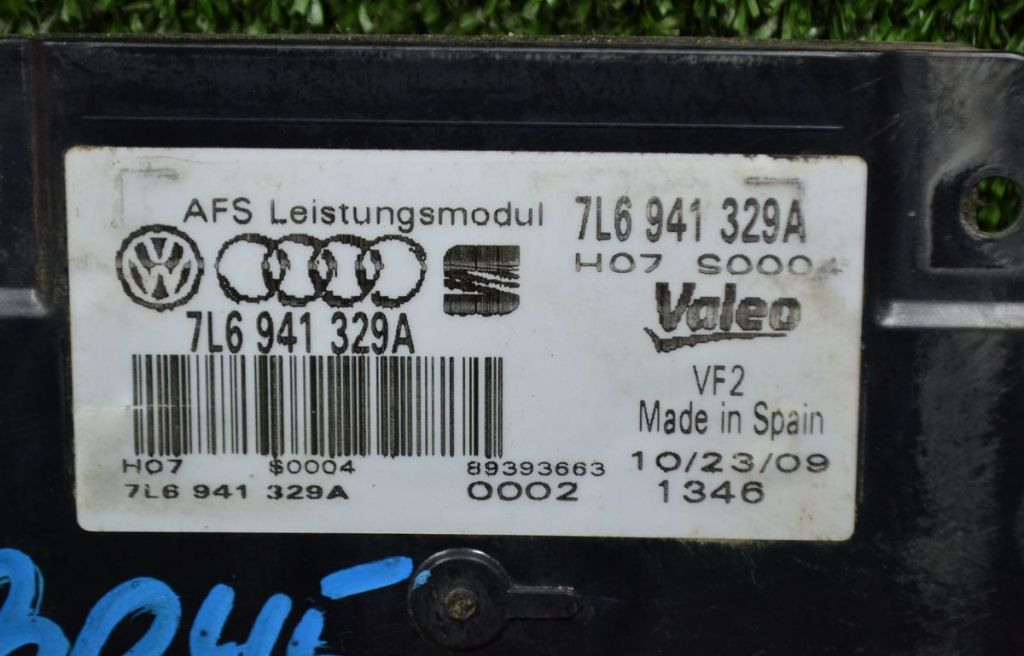 AFS Leistungsmodul
7L6 941 329A
H07 S0004
7L6 941 329A
Valeo
VF2
Made in Spain
H07 S0004 89393663
7L6 941 329A 0002
10/23/09
1346